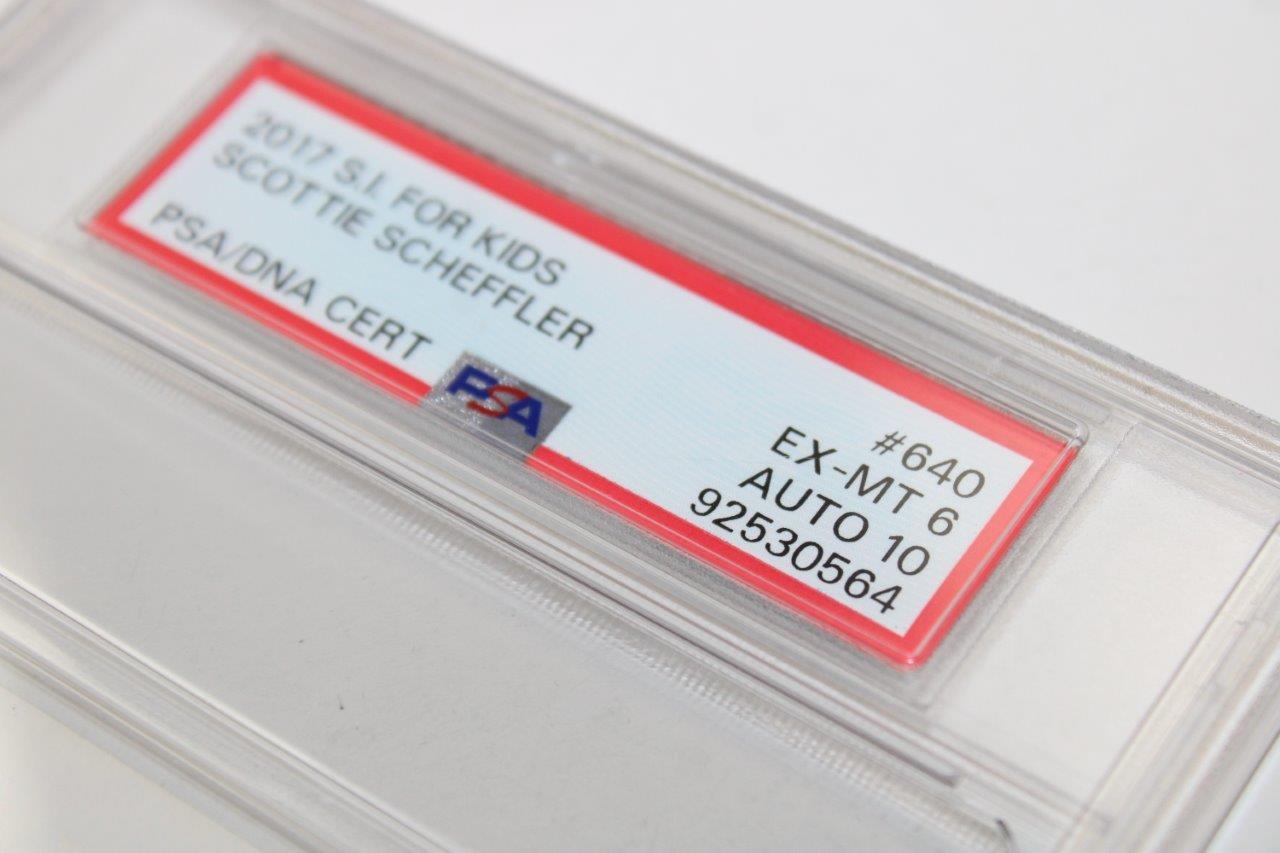 2017 S.I. FOR KIDS
SCOTTIE SCHEFFLER
PSA/DNA CERT
PSA
#640
EX-MT 6
AUTO 10
92530564